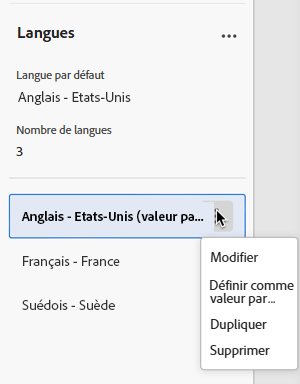 Langues
Langue par défaut
Anglais - Etats-Unis
Nombre de langues
3
Anglais - Etats-Unis (valeur pa...
Français - France
Suédois - Suède
Modifier
Définir comme
valeur par...
Dupliquer
Supprimer